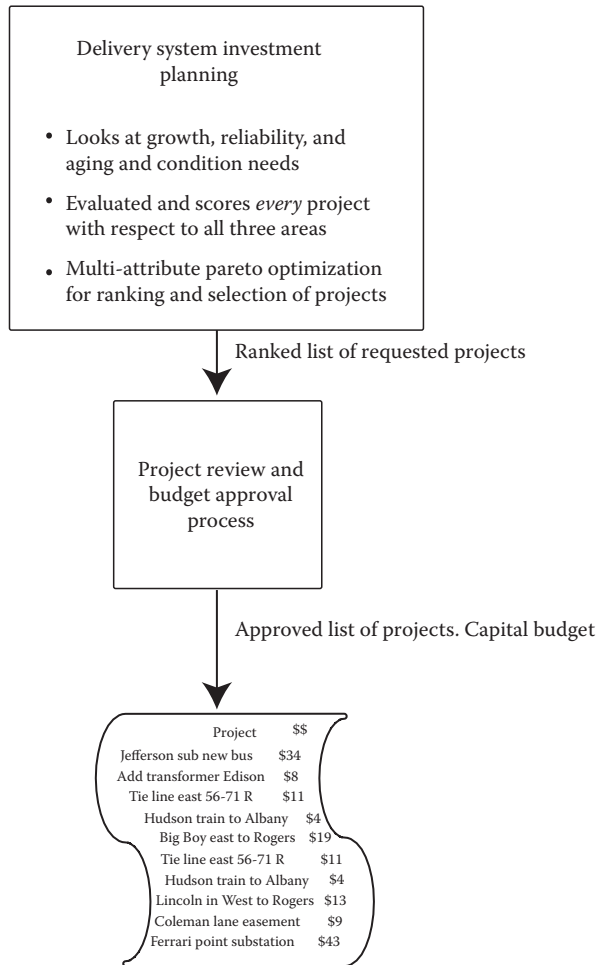 Delivery system investment
planning
• Looks at growth, reliability, and
aging and condition needs
• Evaluated and scores every project
with respect to all three areas
• Multi-attribute pareto optimization
for ranking and selection of projects
Ranked list of requested projects
Project review and
budget approval
process
Approved list of projects. Capital budget
Project $$
Jefferson sub new bus $34
Add transformer Edison $8
Tie line east 56-71 R $11
Hudson train to Albany $4
Big Boy east to Rogers $19
Tie line east 56-71 R $11
Hudson train to Albany $4
Lincoln in West to Rogers $13
Coleman lane easement $9
Ferrari point substation $43